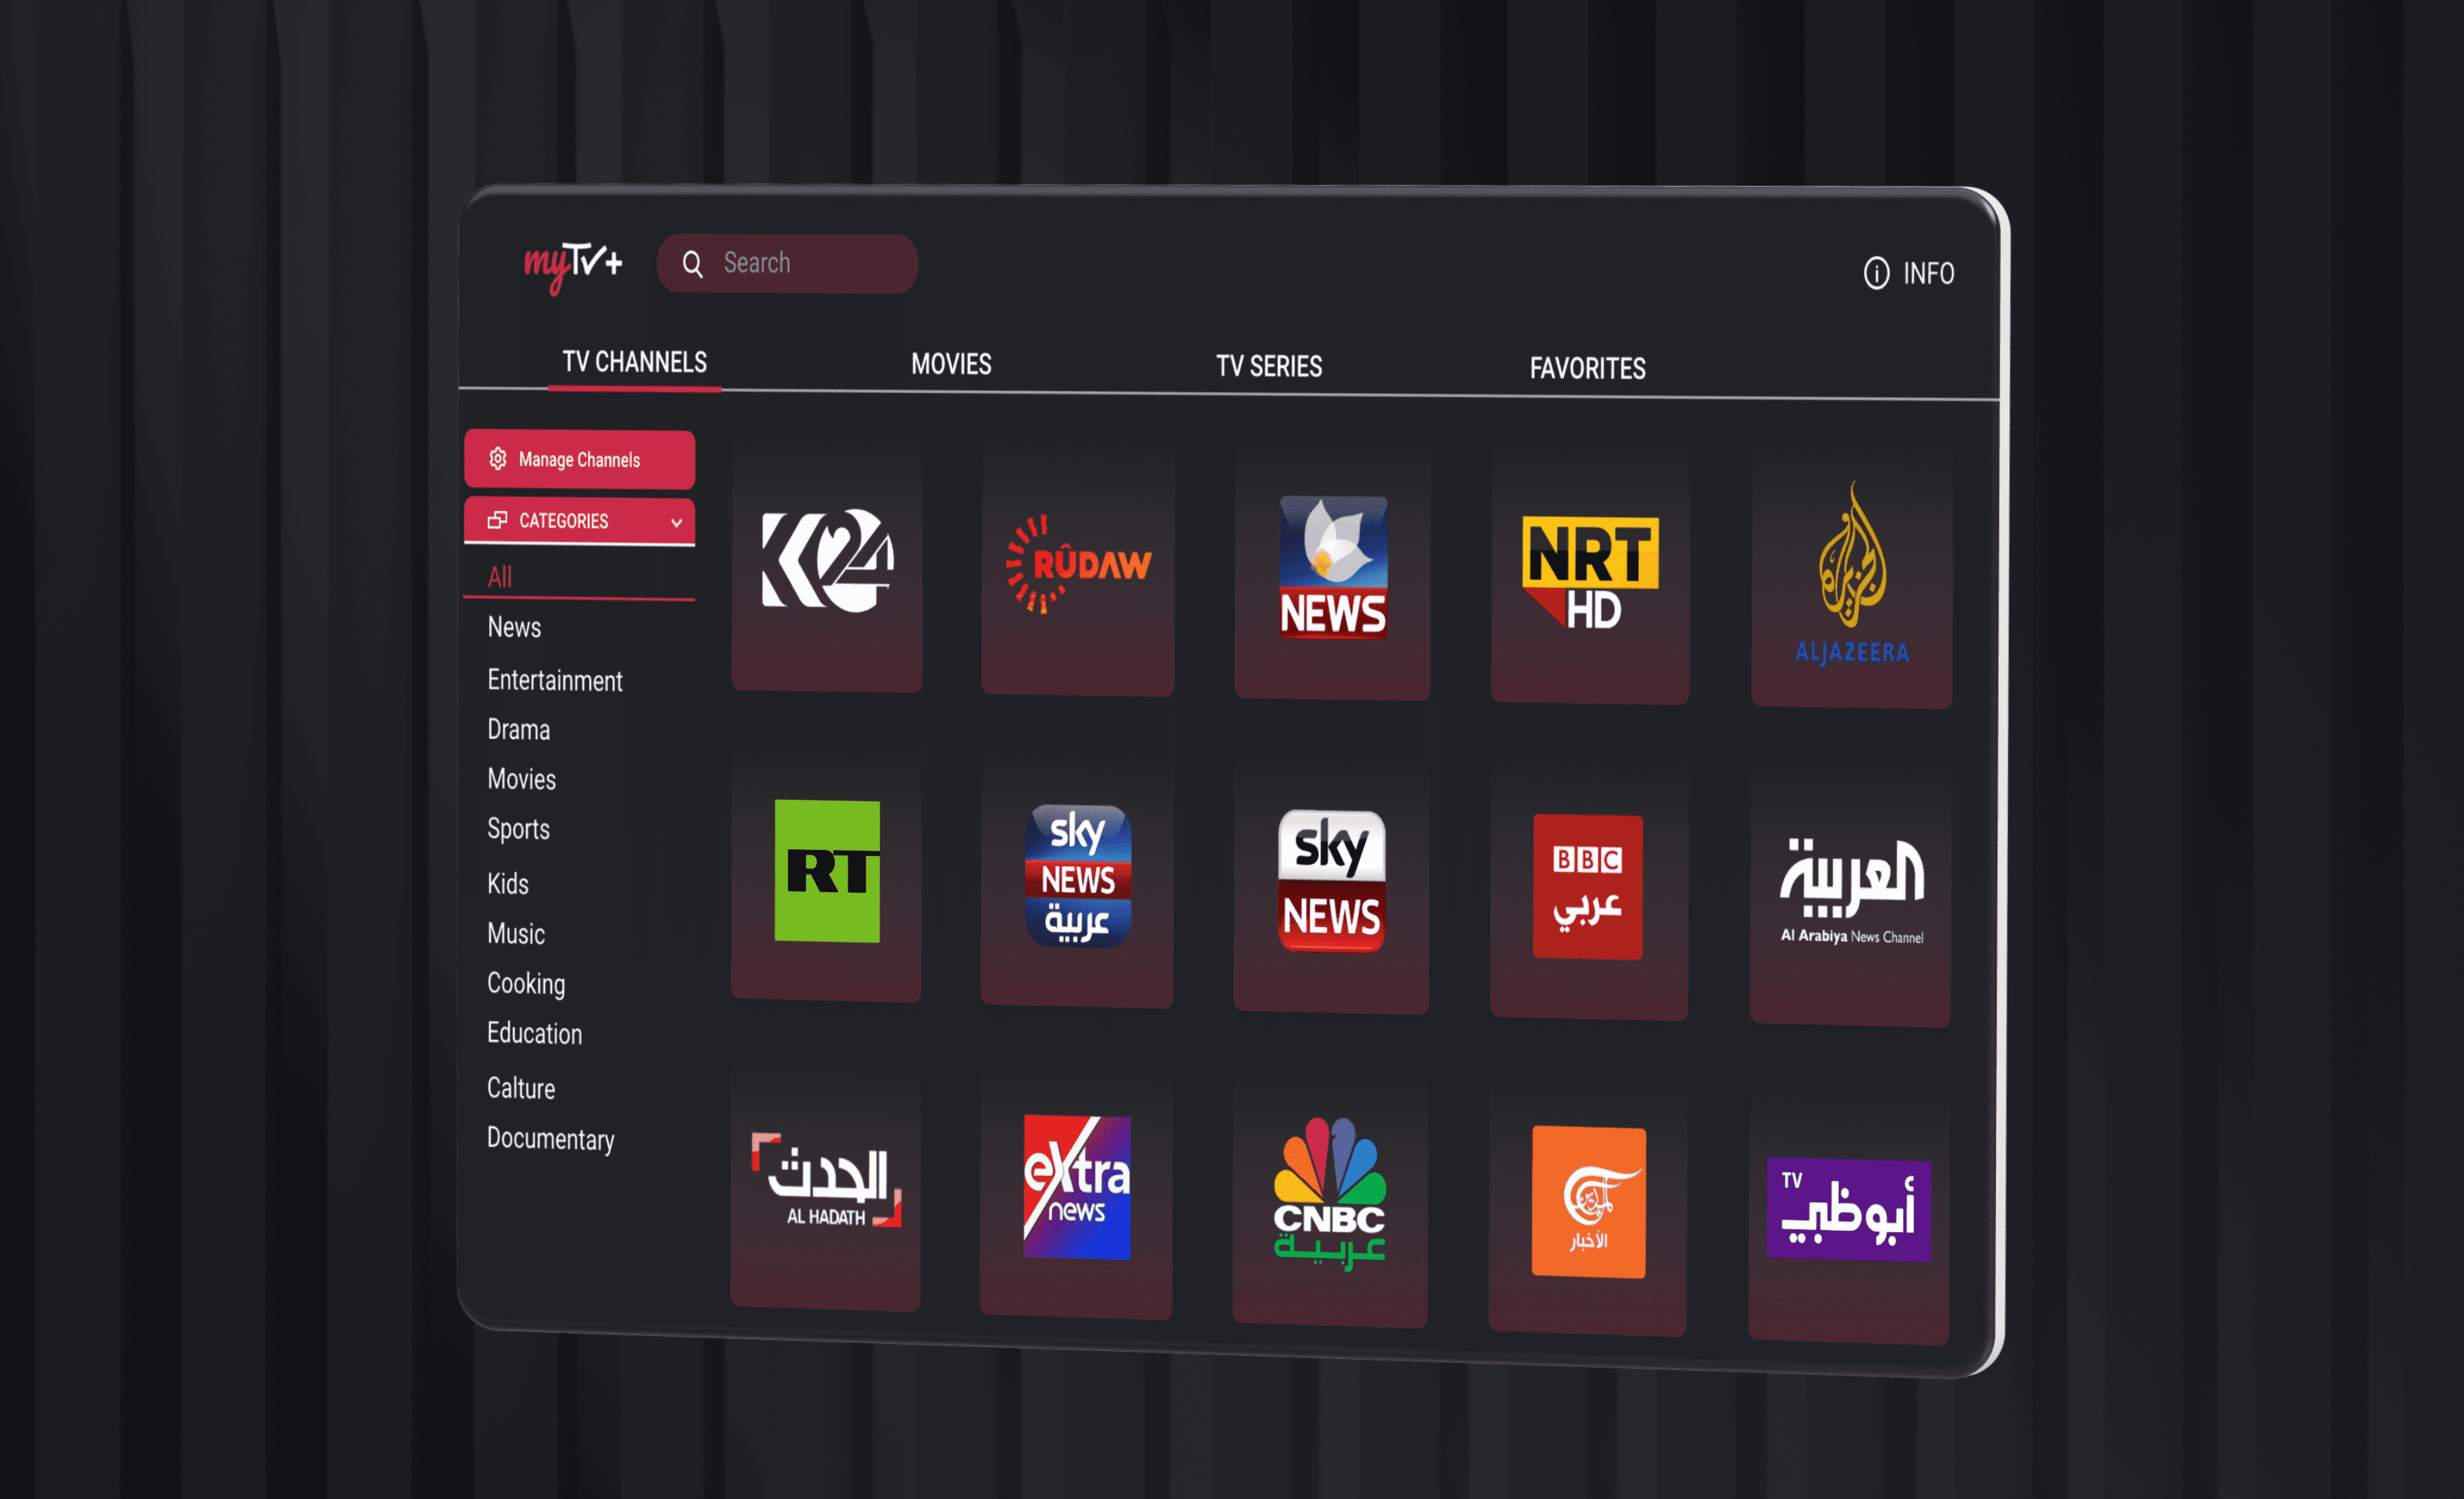 myTV+
Search
INFO
TV CHANNELS
MOVIES
TV SERIES
FAVORITES
Manage Channels
CATEGORIES
All
News
Entertainment
Drama
Movies
Sports
Kids
Music
Cooking
Education
Calture
Documentary
K24
RÛDAW
NEWS
NRT
HD
الجزيرة
ALJAZEERA
RT
sky
NEWS
عربية
sky
NEWS
BBC
عربي
العربية
Al Arabiya News Channel
الحدث
AL HADATH
eXtra
news
CNBC
عربية
الميادين
الأخبار
TV
أبوظبي